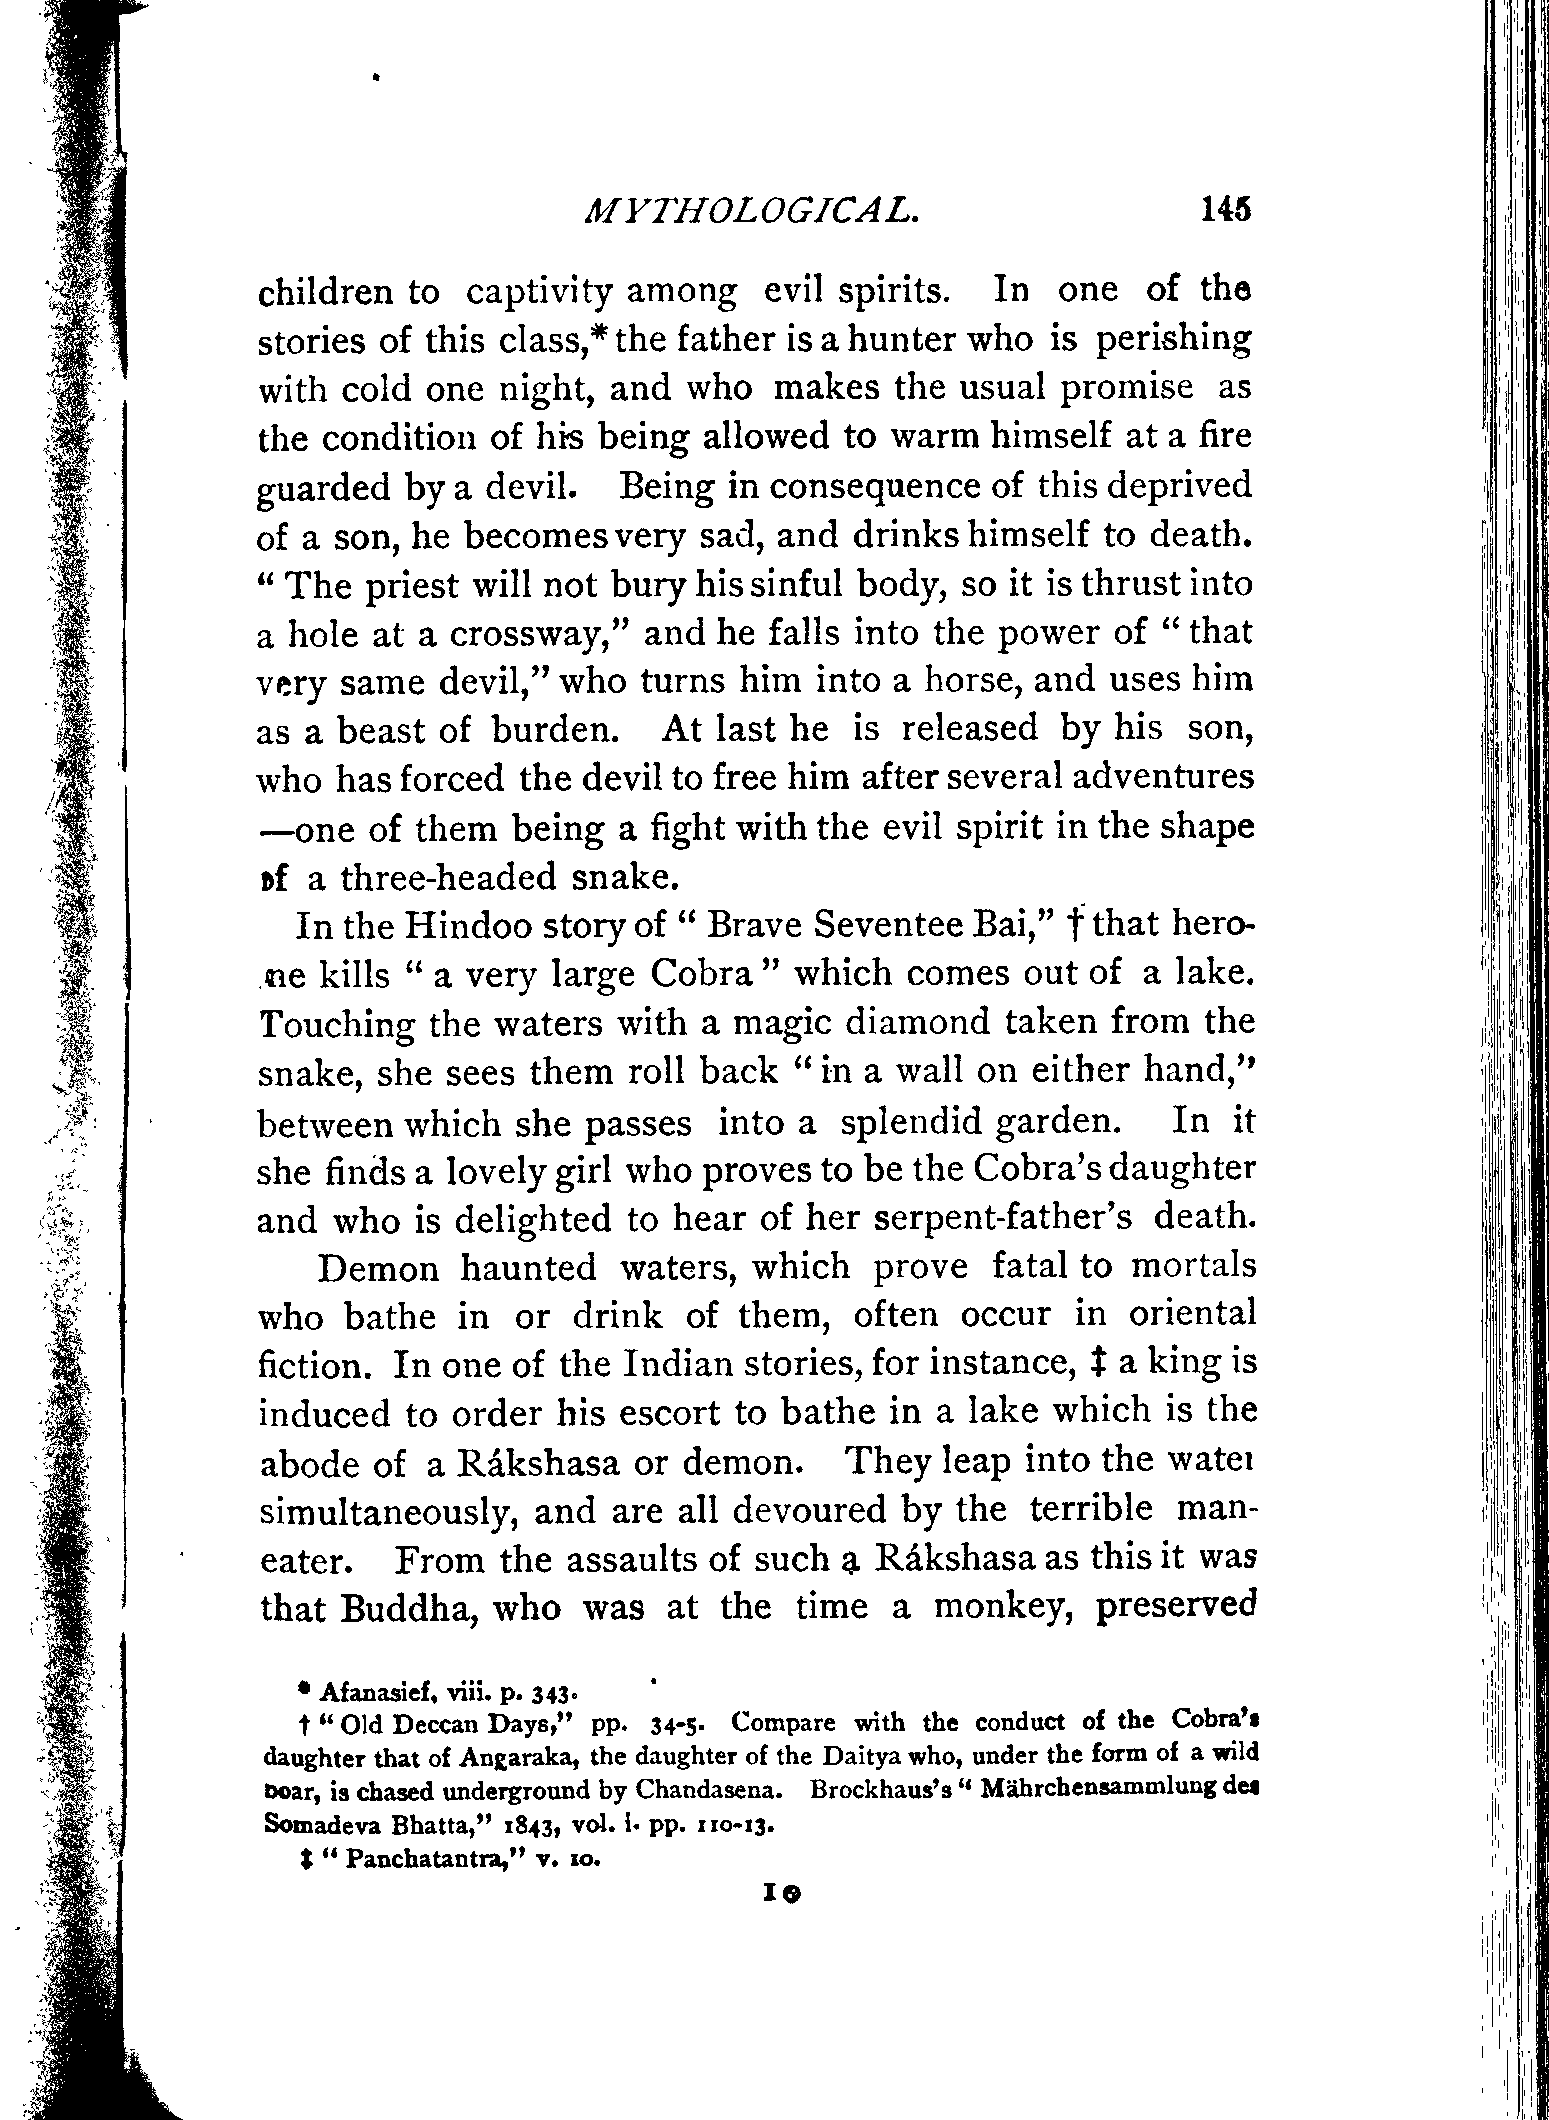 MYTHOLOGICAL. 145
children to captivity among evil spirits. In one of the
stories of this class,* the father is a hunter who is perishing
with cold one night, and who makes the usual promise as
the condition of his being allowed to warm himself at a fire
guarded by a devil. Being in consequence of this deprived
of a son, he becomes very sad, and drinks himself to death.
“ The priest will not bury his sinful body, so it is thrust into
a hole at a crossway,” and he falls into the power of “ that
very same devil,” who turns him into a horse, and uses him
as a beast of burden. At last he is released by his son,
who has forced the devil to free him after several adventures
—one of them being a fight with the evil spirit in the shape
of a three-headed snake.
In the Hindoo story of “ Brave Seventee Bai,” † that hero-
ine kills “ a very large Cobra ” which comes out of a lake.
Touching the waters with a magic diamond taken from the
snake, she sees them roll back “ in a wall on either hand,”
between which she passes into a splendid garden. In it
she finds a lovely girl who proves to be the Cobra’s daughter
and who is delighted to hear of her serpent-father’s death.
Demon haunted waters, which prove fatal to mortals
who bathe in or drink of them, often occur in oriental
fiction. In one of the Indian stories, for instance, ‡ a king is
induced to order his escort to bathe in a lake which is the
abode of a Rákshasa or demon. They leap into the water
simultaneously, and are all devoured by the terrible man-
eater. From the assaults of such a Rákshasa as this it was
that Buddha, who was at the time a monkey, preserved
* Afanasief, viii. p. 343.
† “ Old Deccan Days,” pp. 34-5. Compare with the conduct of the Cobra’s
daughter that of Angaraka, the daughter of the Daitya who, under the form of a wild
boar, is chased underground by Chandasena. Brockhaus’s “ Mährchensammlung des
Somadeva Bhatta,” 1843, vol. i. pp. 110-13.
‡ “ Panchatantra,” v. 10.
10